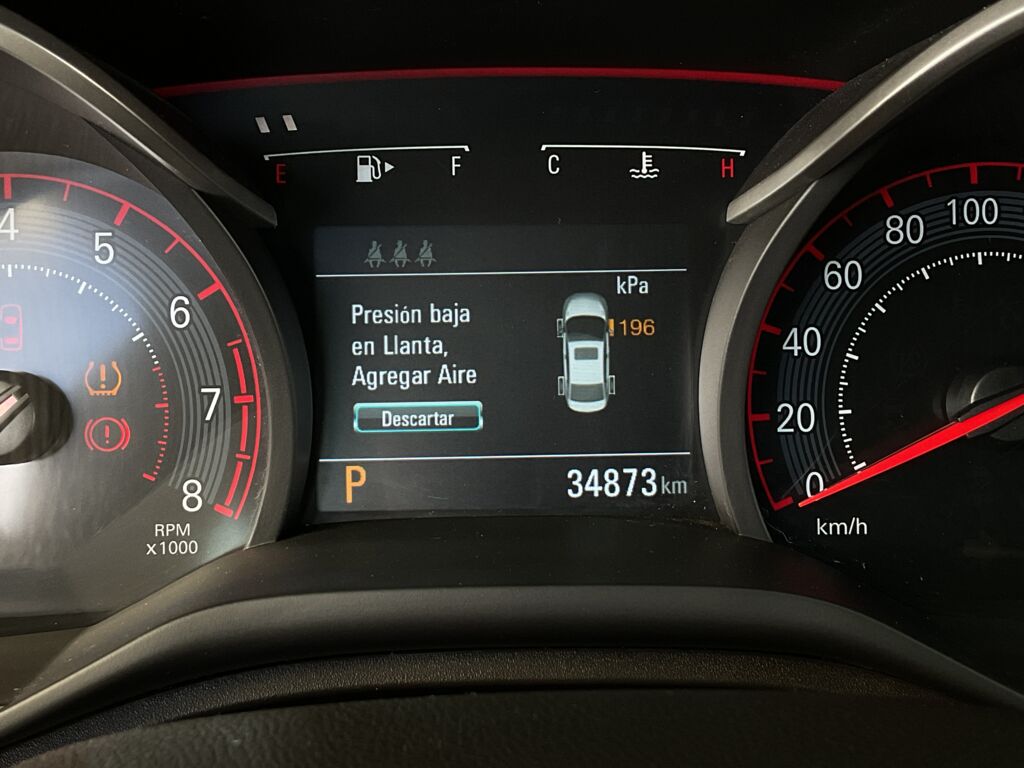 E F C H
4
5
6
7
8
RPM
x1000
kPa
196
Presión baja
en Llanta,
Agregar Aire
Descartar
P 34873 km
100
80
60
40
20
0
km/h